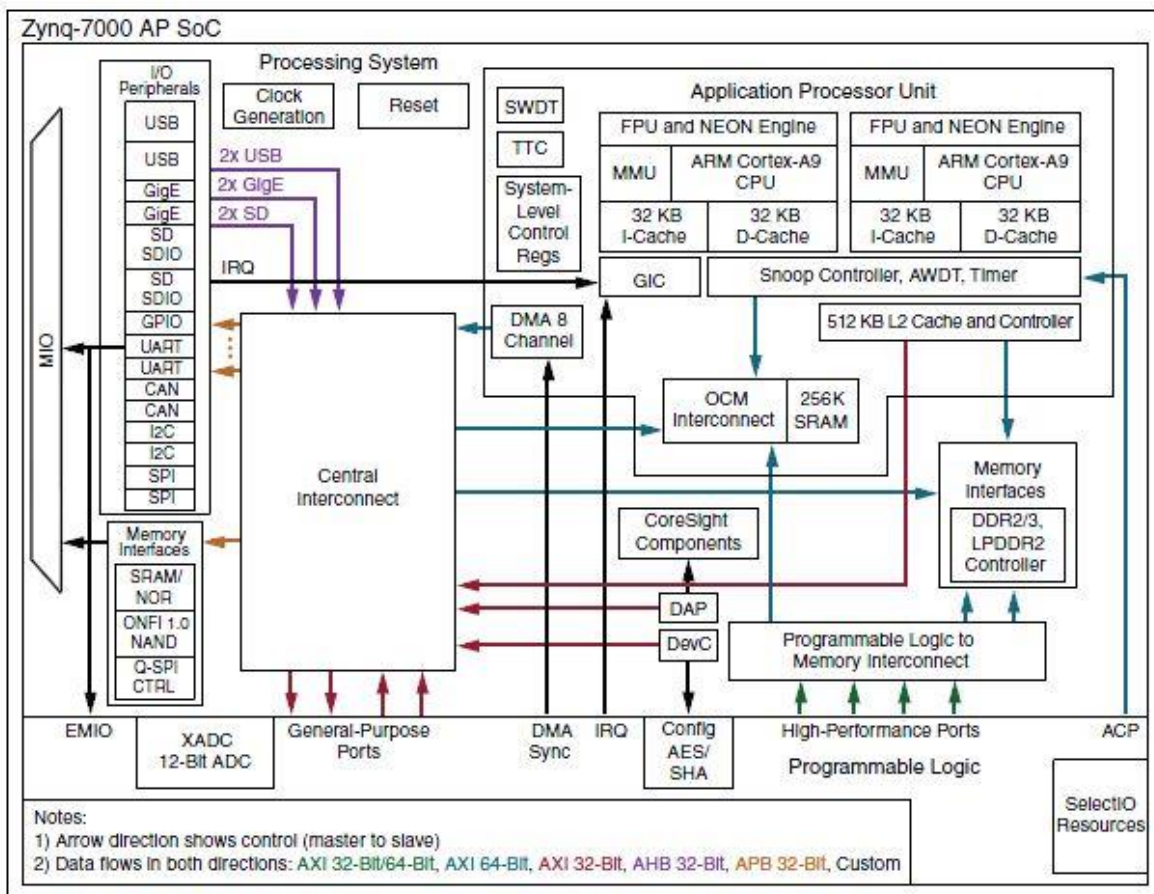 Zynq-7000 AP SoC
Processing System
I/O
Peripherals
USB
USB
GigE
GigE
SD
SDIO
SD
SDIO
GPIO
UART
UART
CAN
CAN
I2C
I2C
SPI
SPI
MIO
Memory
Interfaces
SRAM/
NOR
ONFI 1.0
NAND
Q-SPI
CTRL
Clock
Generation
Reset
2x USB
2x GigE
2x SD
IRQ
Central
Interconnect
Application Processor Unit
SWDT
TTC
System-
Level
Control
Regs
FPU and NEON Engine
MMU
ARM Cortex-A9
CPU
32 KB
I-Cache
32 KB
D-Cache
FPU and NEON Engine
MMU
ARM Cortex-A9
CPU
32 KB
I-Cache
32 KB
D-Cache
GIC
Snoop Controller, AWDT, Timer
DMA 8
Channel
512 KB L2 Cache and Controller
OCM
Interconnect
256K
SRAM
Memory
Interfaces
DDR2/3,
LPDDR2
Controller
CoreSight
Components
DAP
DevC
Programmable Logic to
Memory Interconnect
EMIO
XADC
12-Bit ADC
General-Purpose
Ports
DMA
Sync
IRQ
Config
AES/
SHA
High-Performance Ports
ACP
Programmable Logic
SelectIO
Resources
Notes:
1) Arrow direction shows control (master to slave)
2) Data flows in both directions: AXI 32-Bit/64-Bit, AXI 64-Bit, AXI 32-Bit, AHB 32-Bit, APB 32-Bit, Custom